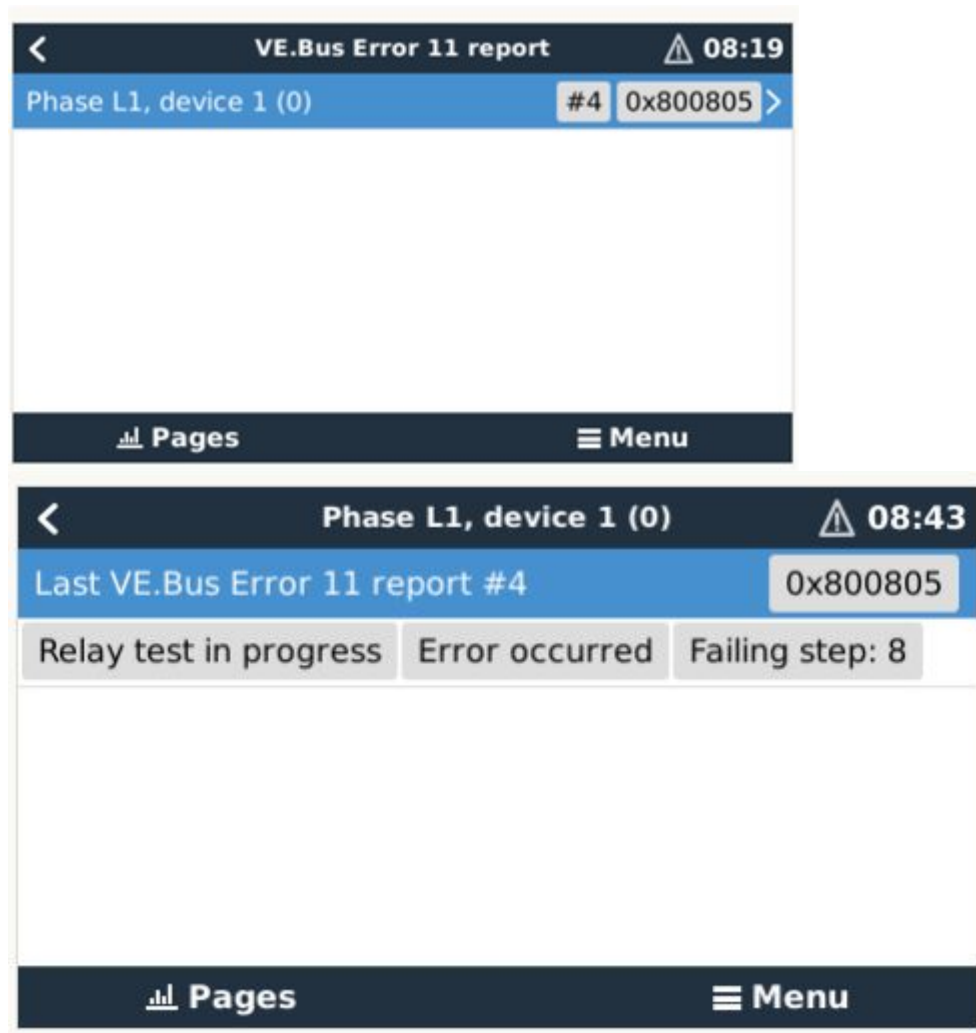 VE.Bus Error 11 report 08:19
Phase L1, device 1 (0) #4 0x800805
Pages Menu
Phase L1, device 1 (0) 08:43
Last VE.Bus Error 11 report #4 0x800805
Relay test in progress Error occurred Failing step: 8
Pages Menu